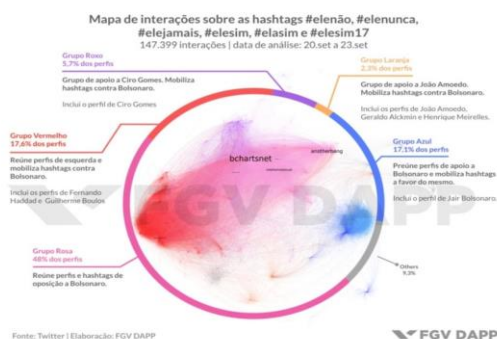 Mapa de interações sobre as hashtags #elenão, #elenunca,
#elejamais, #elesim, #elasim e #elesim17
147.399 interações | data de análise: 20.set a 23.set
Grupo Roxo
5,7% dos perfis
Grupo de apoio a Ciro Gomes. Mobiliza
hashtags contra Bolsonaro.
Inclui o perfil de Ciro Gomes
Grupo Laranja
2,3% dos perfis
Grupo de apoio a João Amoedo.
Mobiliza hashtags contra Bolsonaro.
Inclui os perfis de João Amoedo,
Geraldo Alckmin e Henrique Meirelles.
Grupo Vermelho
17,6% dos perfis
Reúne perfis de esquerda e
mobiliza hashtags contra
Bolsonaro.
Inclui os perfis de Fernando
Haddad e Guilherme Boulos
Grupo Azul
17.1% dos perfis
Preúne perfis de apoio a
Bolsonaro e mobiliza hashtags
a favor do mesmo.
Inclui o perfil de Jair Bolsonaro.
bchartsnet
anotherbang
FGV DAPP
Grupo Rosa
48% dos perfis
Reúne perfis e hashtags de
oposição a Bolsonaro.
Others
9.3%
Fonte: Twitter | Elaboração: FGV DAPP
FGV DAPP